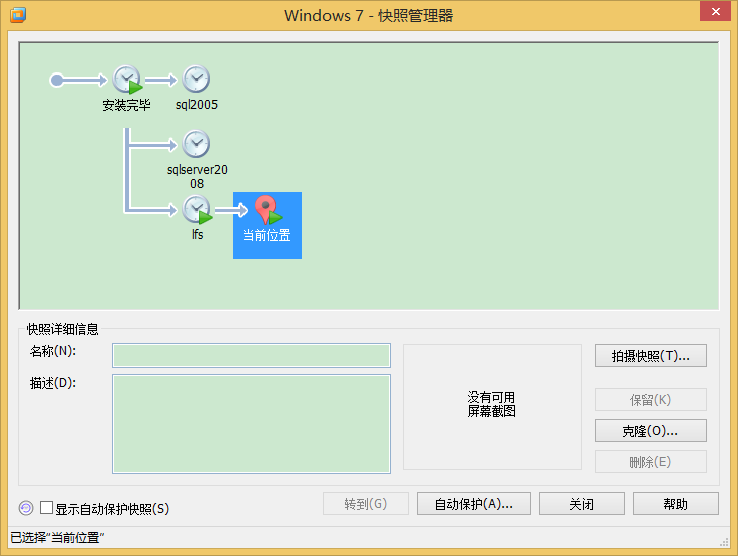 Windows 7 - 快照管理器
安装完毕
sql2005
sqlserver20
08
lfs
当前位置
快照详细信息
名称(N):
描述(D):
没有可用
屏幕截图
拍摄快照(T)...
保留(K)
克隆(O)...
删除(E)
显示自动保护快照(S)
转到(G)
自动保护(A)...
关闭
帮助
已选择"当前位置"